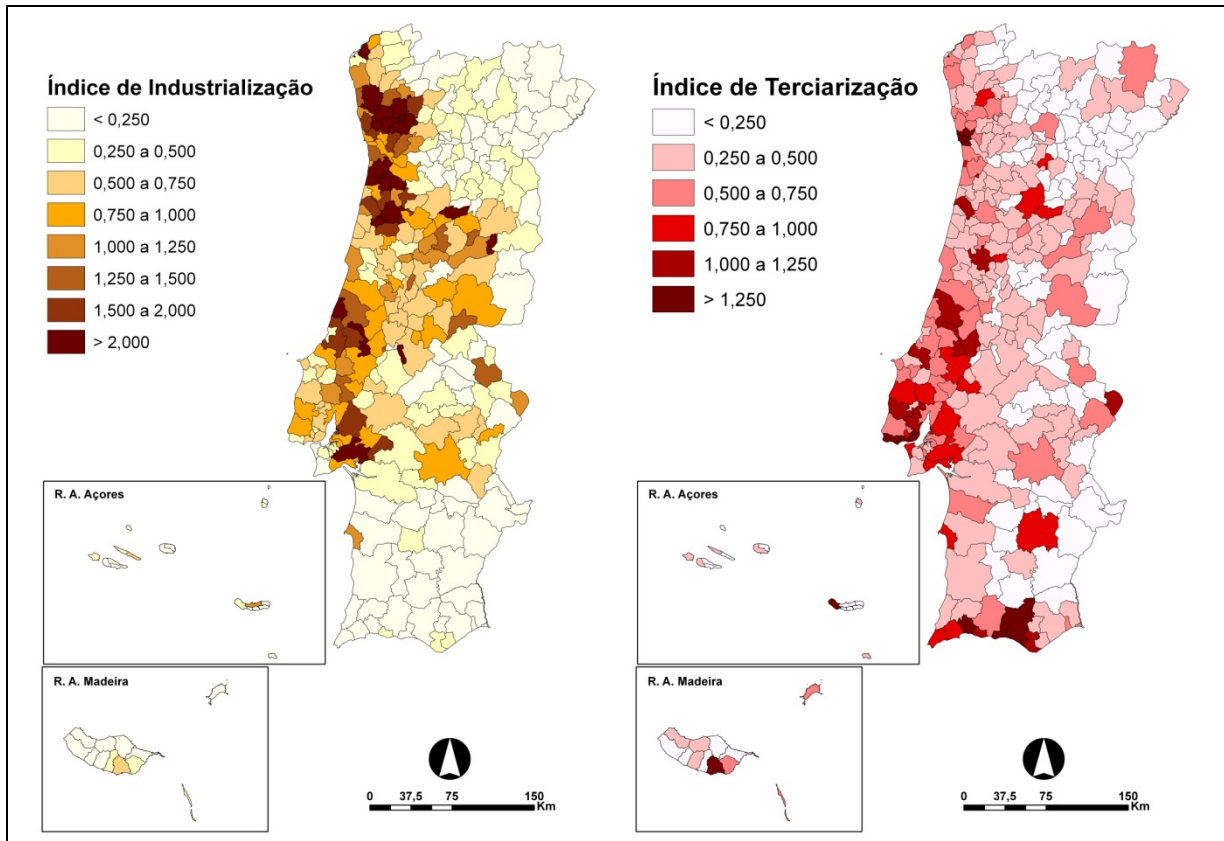 Índice de Industrialização
< 0,250
0,250 a 0,500
0,500 a 0,750
0,750 a 1,000
1,000 a 1,250
1,250 a 1,500
1,500 a 2,000
> 2,000
R. A. Açores
R. A. Madeira
0 37,5 75 150
Km
Índice de Terciarização
< 0,250
0,250 a 0,500
0,500 a 0,750
0,750 a 1,000
1,000 a 1,250
> 1,250
R. A. Açores
R. A. Madeira
0 37,5 75 150
Km